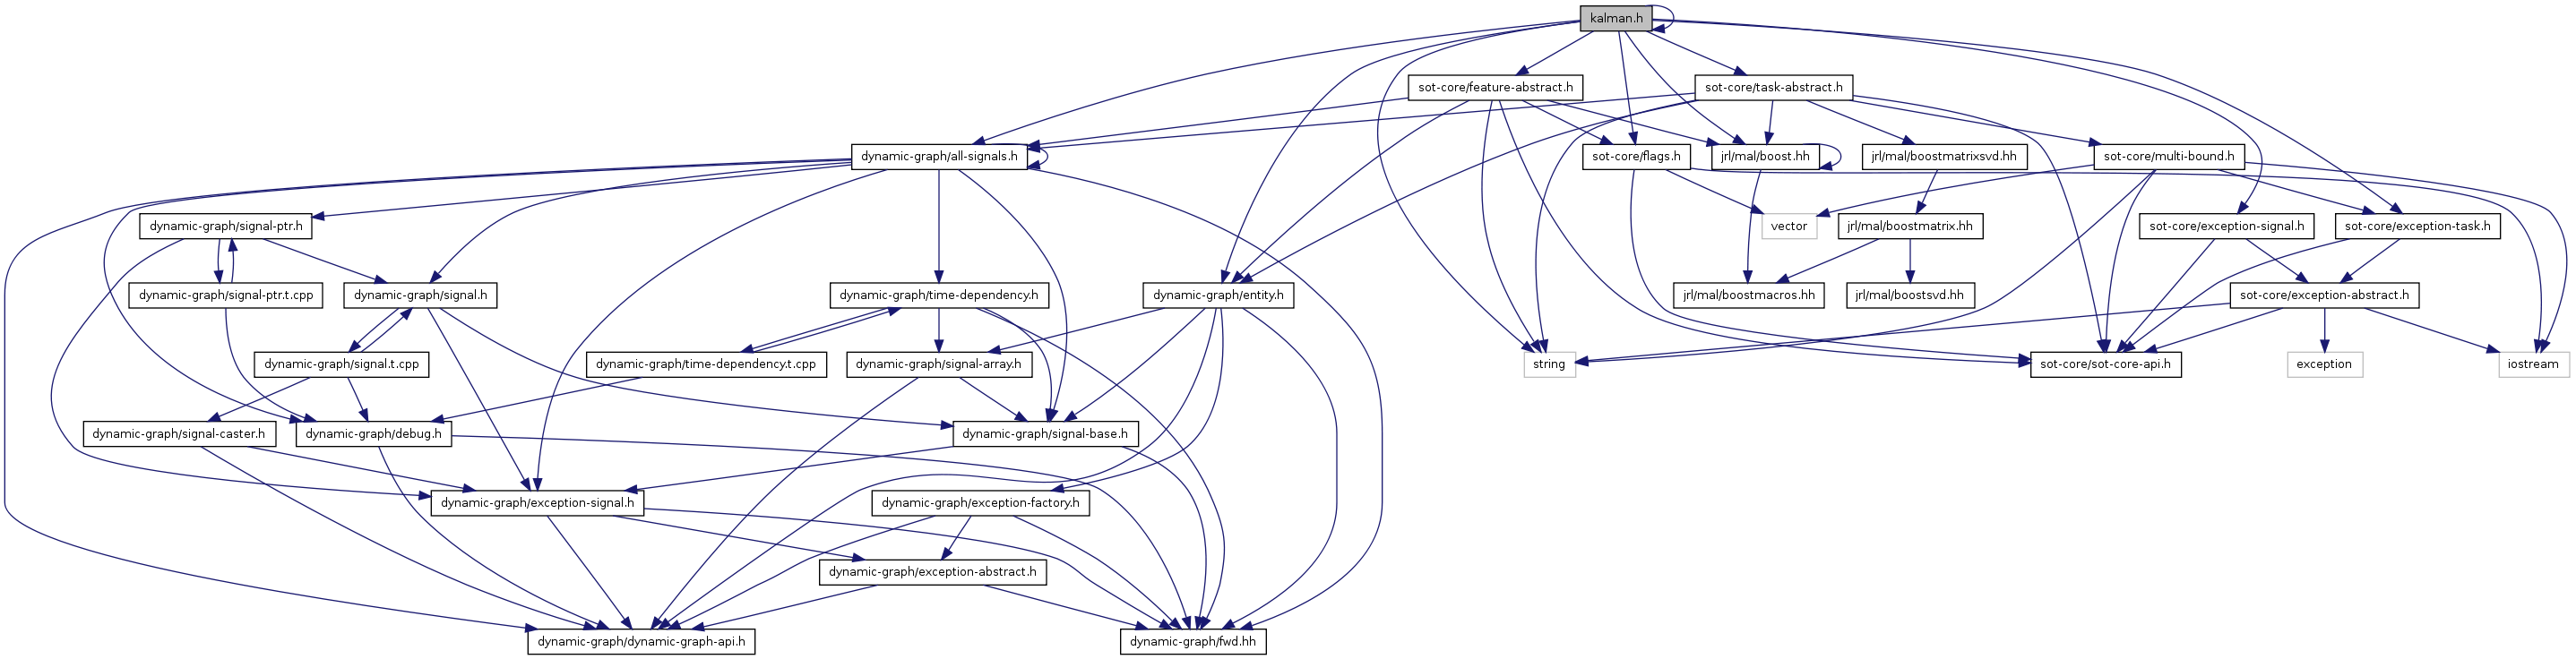 kalman.h
sot-core/feature-abstract.h
sot-core/task-abstract.h
dynamic-graph/all-signals.h
sot-core/flags.h
jrl/mal/boost.hh
jrl/mal/boostmatrixsvd.hh
sot-core/multi-bound.h
dynamic-graph/signal-ptr.h
vector
jrl/mal/boostmatrix.hh
sot-core/exception-signal.h
sot-core/exception-task.h
dynamic-graph/signal-ptr.t.cpp
dynamic-graph/signal.h
dynamic-graph/time-dependency.h
dynamic-graph/entity.h
jrl/mal/boostmacros.hh
jrl/mal/boostsvd.hh
sot-core/exception-abstract.h
dynamic-graph/signal.t.cpp
dynamic-graph/time-dependency.t.cpp
dynamic-graph/signal-array.h
string
sot-core/sot-core-api.h
exception
iostream
dynamic-graph/signal-caster.h
dynamic-graph/debug.h
dynamic-graph/signal-base.h
dynamic-graph/exception-signal.h
dynamic-graph/exception-factory.h
dynamic-graph/exception-abstract.h
dynamic-graph/dynamic-graph-api.h
dynamic-graph/fwd.hh